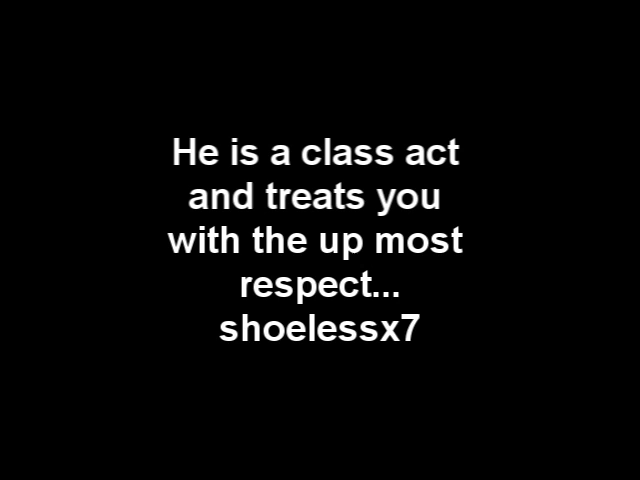 He is a class act
and treats you
with the up most
respect...
shoelessx7